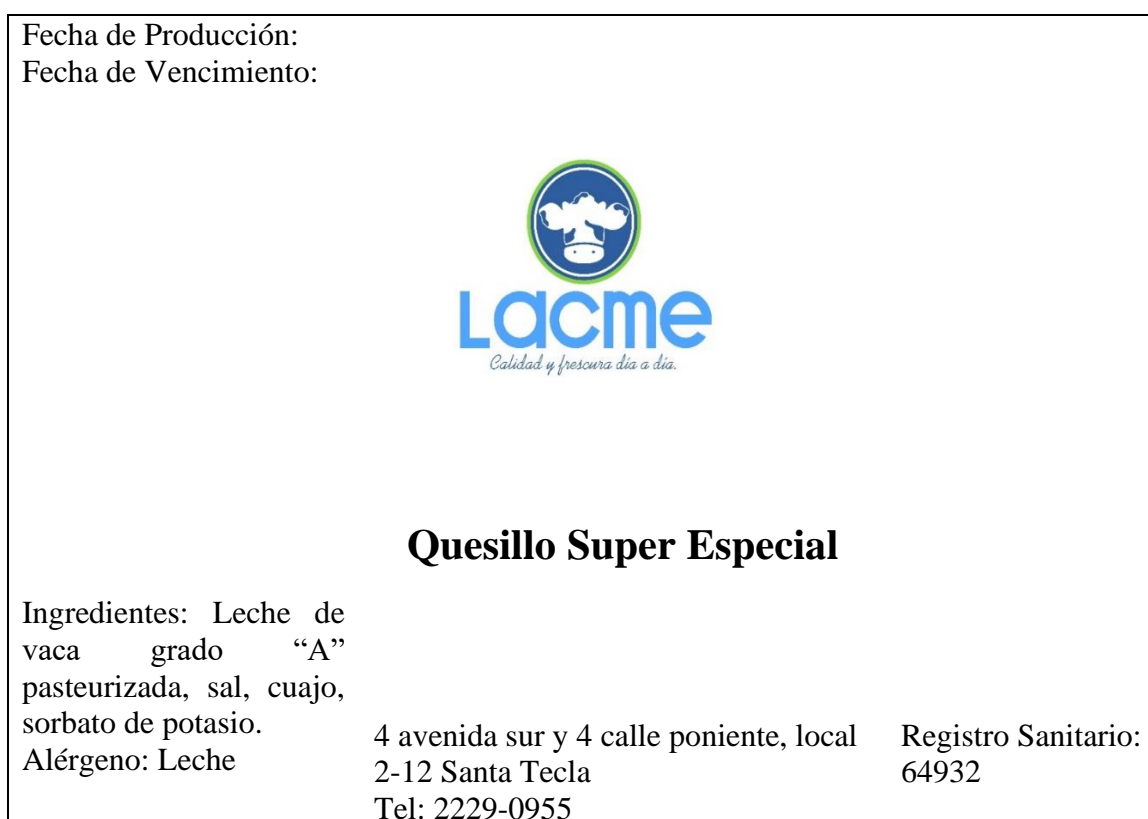 Fecha de Producción:
Fecha de Vencimiento:
Lacme
Calidad y frescura día a día.
Quesillo Super Especial
Ingredientes: Leche de
vaca grado “A”
pasteurizada, sal, cuajo,
sorbato de potasio.
Alérgeno: Leche
4 avenida sur y 4 calle poniente, local
2-12 Santa Tecla
Tel: 2229-0955
Registro Sanitario:
64932